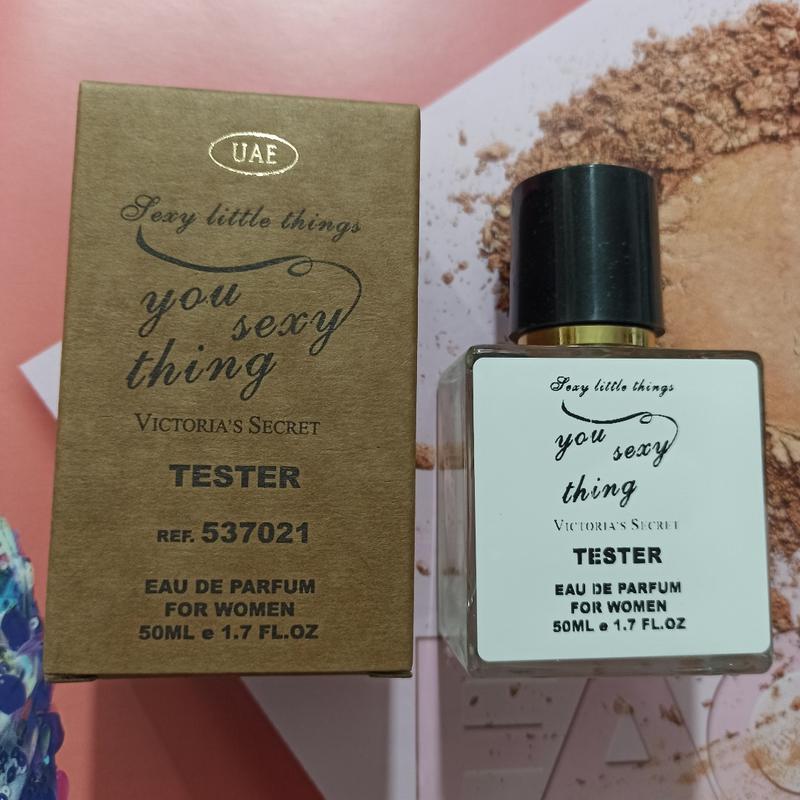 UAE
Sexy little things
you
sexy
thing
VICTORIA'S SECRET
TESTER
REF. 537021
EAU DE PARFUM
FOR WOMEN
50ML e 1.7 FL.OZ
Sexy little things
you
sexy
thing
VICTORIA'S SECRET
TESTER
EAU DE PARFUM
FOR WOMEN
50ML e 1.7 FL.OZ